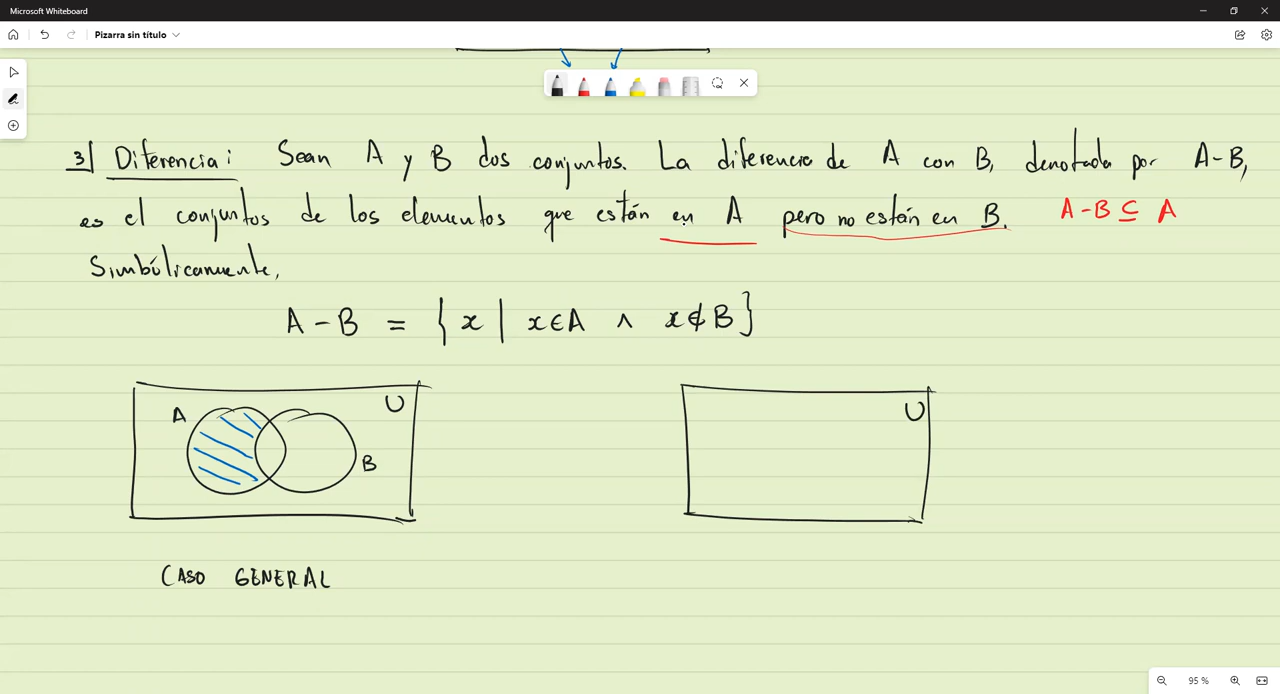 Microsoft Whiteboard
Pizarra sin título
3| Diferencia: Sean A y B dos conjuntos. La diferencia de A con B, denotada por A-B,
es el conjuntos de los elementos que están en A pero no están en B. A-B ⊆ A
Simbólicamente,
A - B = { x | x∈A ∧ x∉B }
A U
B
U
CASO GENERAL
95 %